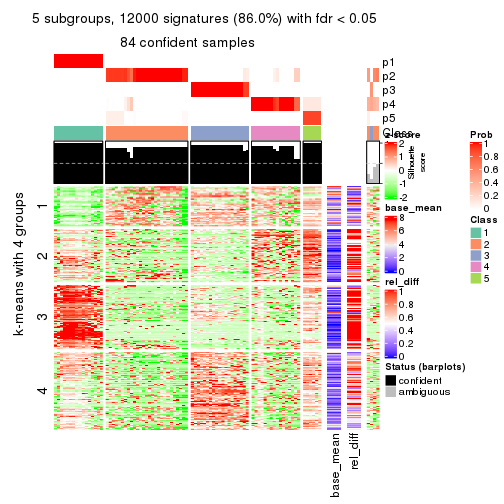 5 subgroups, 12000 signatures (86.0%) with fdr < 0.05
84 confident samples
p1
p2
p3
p4
p5
Class
z-score
2
1
0
-1
-2
Silhouette
score
base_mean
8
6
4
2
0
rel_diff
1
0.8
0.6
0.4
0.2
0
Status (barplots)
confident
ambiguous
Prob
1
0.8
0.6
0.4
0.2
0
Class
1
2
3
4
5
k-means with 4 groups
1
2
3
4
base_mean
rel_diff